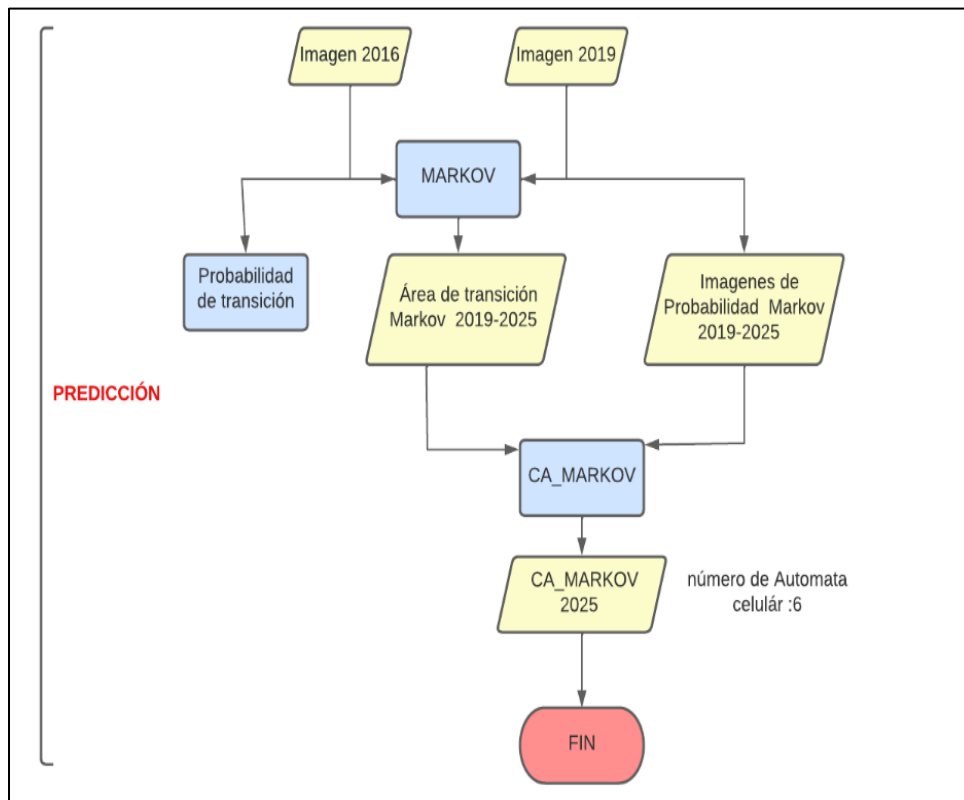 Imagen 2016
Imagen 2019
MARKOV
Probabilidad
de transición
Área de transición
Markov 2019-2025
Imagenes de
Probabilidad Markov
2019-2025
PREDICCIÓN
CA_MARKOV
CA_MARKOV
2025
número de Automata
celulár :6
FIN